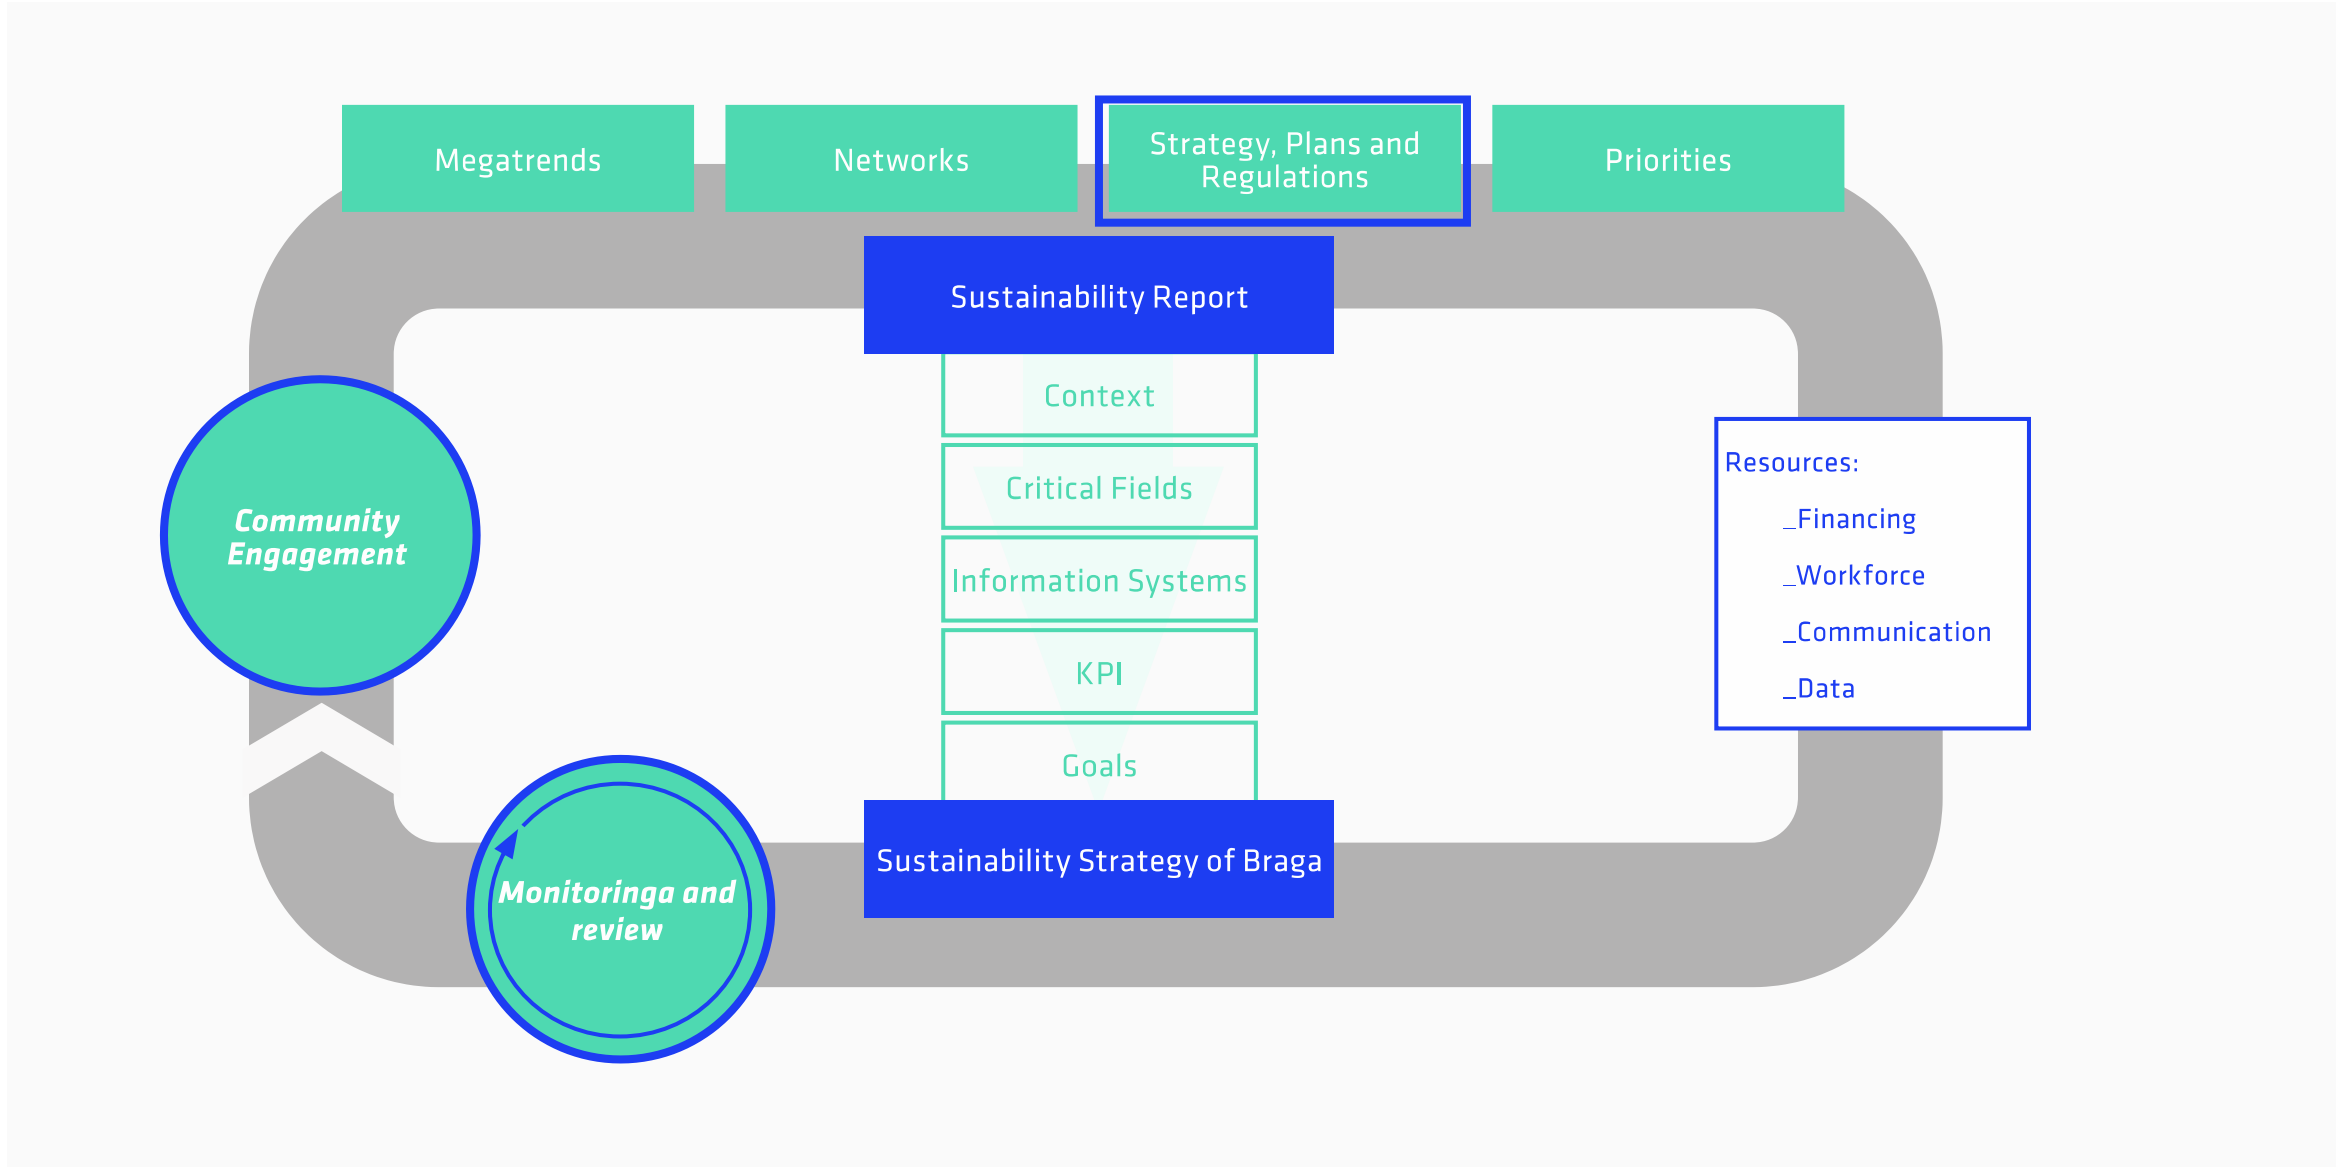 Megatrends
Networks
Strategy, Plans and
Regulations
Priorities
Sustainability Report
Context
Critical Fields
Information Systems
KPI
Goals
Sustainability Strategy of Braga
Community
Engagement
Monitoringa and
review
Resources:
_Financing
_Workforce
_Communication
_Data